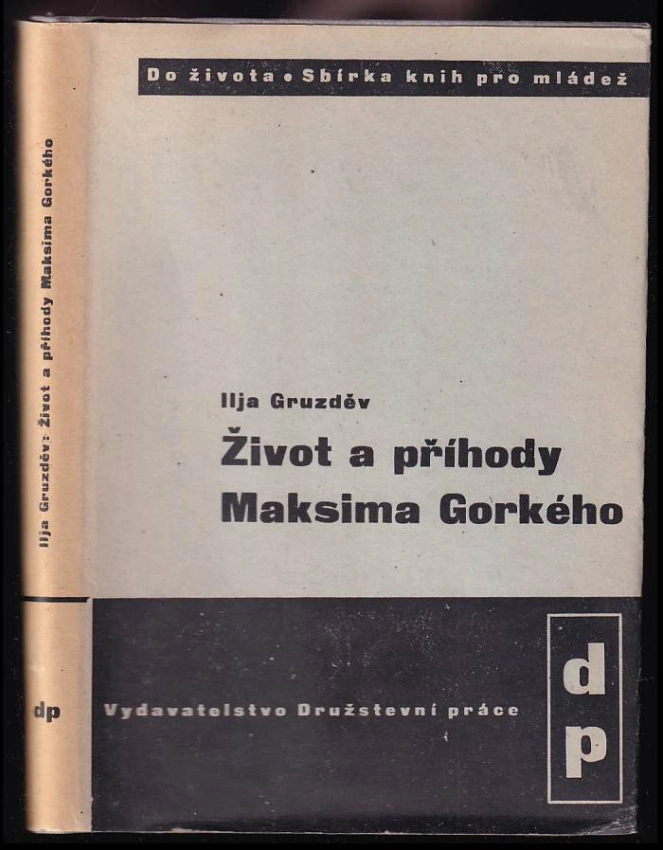 Do života • Sbírka knih pro mládež
Ilja Gruzděv
Život a příhody
Maksima Gorkého
Vydavatelstvo Družstevní práce
d
p
Ilja Gruzděv: Život a příhody Maksima Gorkého
dp